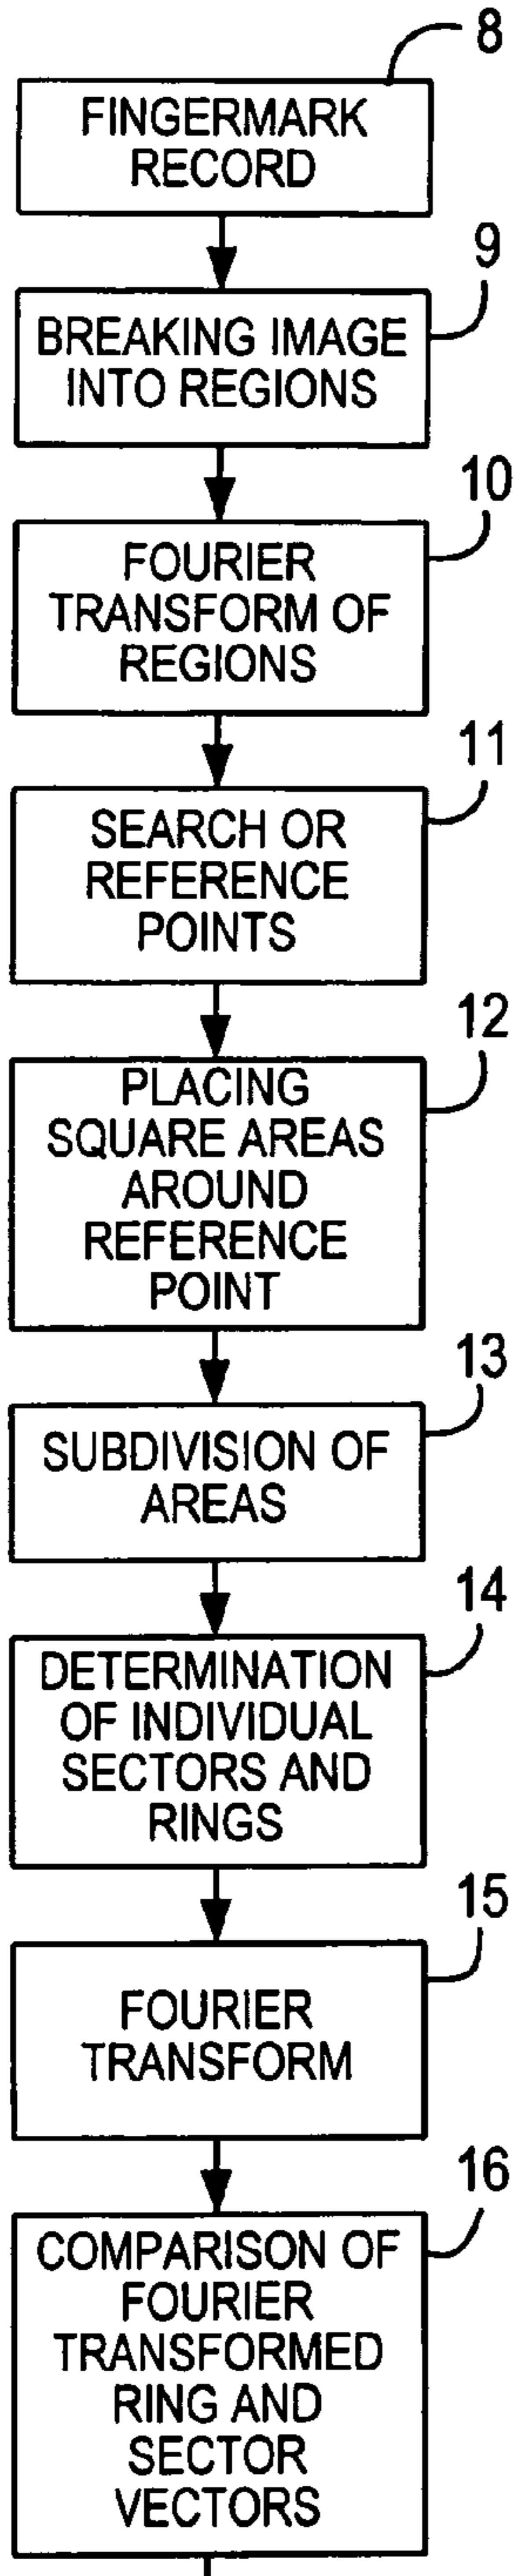 8
FINGERMARK
RECORD
9
BREAKING IMAGE
INTO REGIONS
10
FOURIER
TRANSFORM OF
REGIONS
11
SEARCH OR
REFERENCE
POINTS
12
PLACING
SQUARE AREAS
AROUND
REFERENCE
POINT
13
SUBDIVISION OF
AREAS
14
DETERMINATION
OF INDIVIDUAL
SECTORS AND
RINGS
15
FOURIER
TRANSFORM
16
COMPARISON OF
FOURIER
TRANSFORMED
RING AND
SECTOR
VECTORS